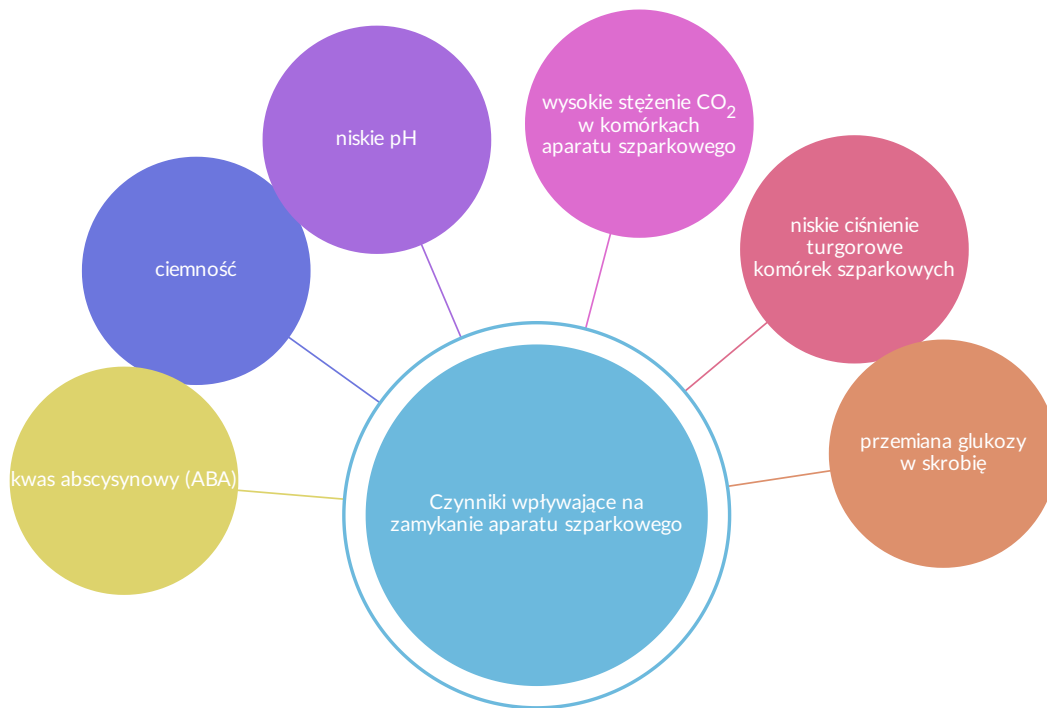 wysokie stężenie CO₂
w komórkach
aparatu szparkowego
niskie pH
niskie ciśnienie
turgorowe
komórek szparkowych
ciemność
przemiana glukozy
w skrobię
kwas abscysynowy (ABA)
Czynniki wpływające na
zamykanie aparatu szparkowego